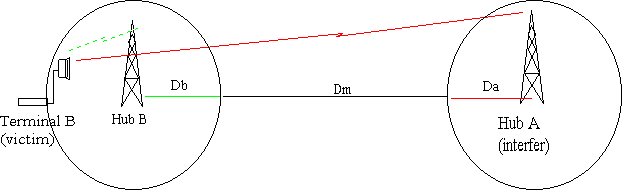 Db
Dm
Da
Terminal B
(victim)
Hub B
Hub A
(interfer)